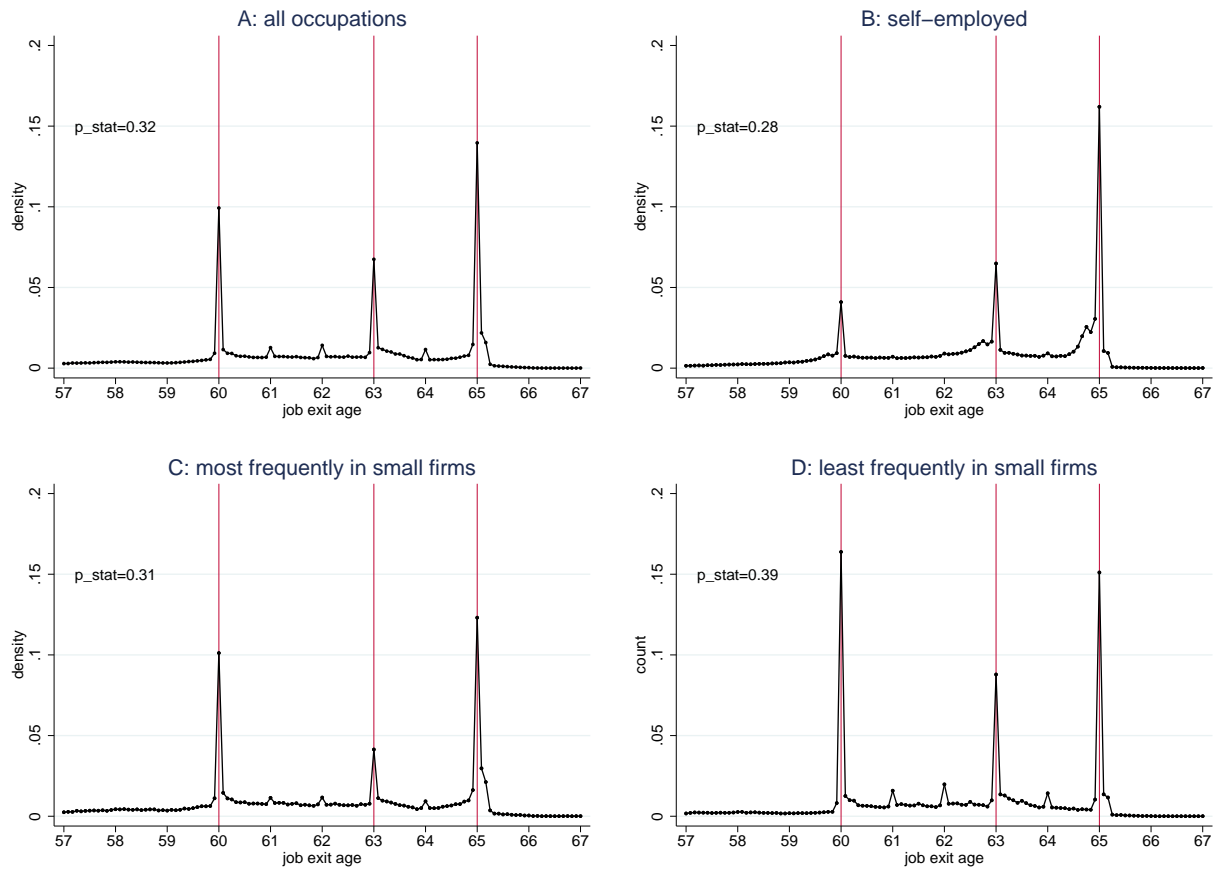 A: all occupations
.2
.15
.1
.05
0
density
p_stat=0.32
57 58 59 60 61 62 63 64 65 66 67
job exit age
B: self−employed
.2
.15
.1
.05
0
density
p_stat=0.28
57 58 59 60 61 62 63 64 65 66 67
job exit age
C: most frequently in small firms
.2
.15
.1
.05
0
density
p_stat=0.31
57 58 59 60 61 62 63 64 65 66 67
job exit age
D: least frequently in small firms
.2
.15
.1
.05
0
count
p_stat=0.39
57 58 59 60 61 62 63 64 65 66 67
job exit age